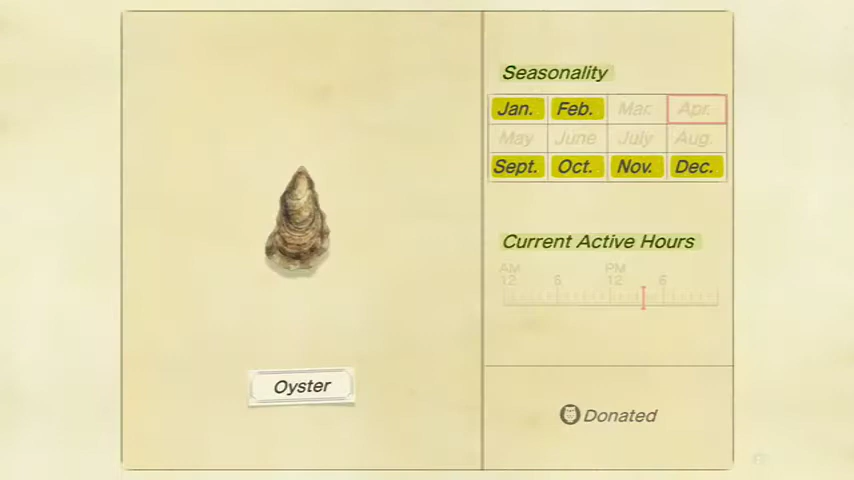 Seasonality
Jan. Feb. Mar. Apr.
May June July Aug.
Sept. Oct. Nov. Dec.
Current Active Hours
AM PM
12 6 12 6
Oyster
Donated